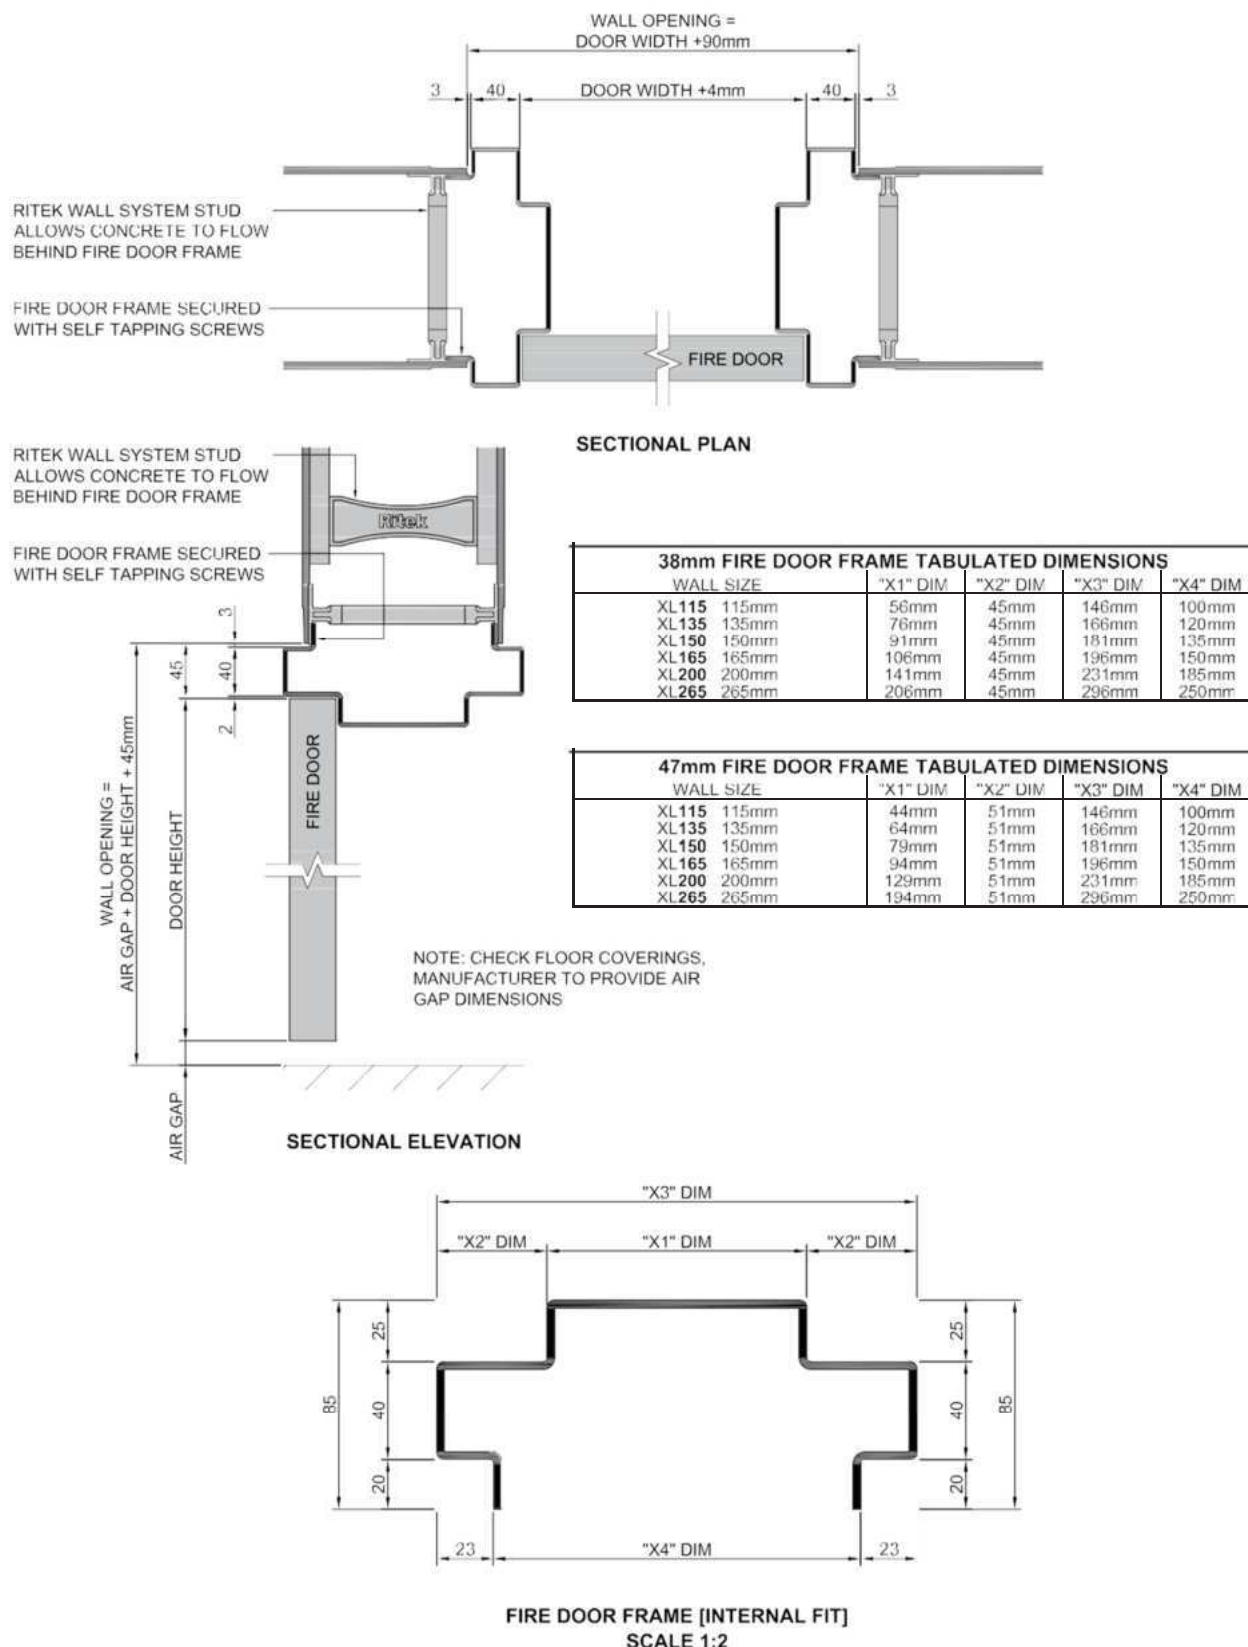 WALL OPENING =
DOOR WIDTH +90mm
3 40 DOOR WIDTH +4mm 40 3
RITEK WALL SYSTEM STUD
ALLOWS CONCRETE TO FLOW
BEHIND FIRE DOOR FRAME
FIRE DOOR FRAME SECURED
WITH SELF TAPPING SCREWS
FIRE DOOR
SECTIONAL PLAN
RITEK WALL SYSTEM STUD
ALLOWS CONCRETE TO FLOW
BEHIND FIRE DOOR FRAME
Ritek
FIRE DOOR FRAME SECURED
WITH SELF TAPPING SCREWS
3
45
40
2
WALL OPENING =
AIR GAP + DOOR HEIGHT + 45mm
DOOR HEIGHT
FIRE DOOR
AIR GAP
38mm FIRE DOOR FRAME TABULATED DIMENSIONS
WALL SIZE "X1" DIM "X2" DIM "X3" DIM "X4" DIM
XL115 115mm 56mm 45mm 146mm 100mm
XL135 135mm 76mm 45mm 166mm 120mm
XL150 150mm 91mm 45mm 181mm 135mm
XL165 165mm 106mm 45mm 196mm 150mm
XL200 200mm 141mm 45mm 231mm 185mm
XL265 265mm 206mm 45mm 296mm 250mm
47mm FIRE DOOR FRAME TABULATED DIMENSIONS
WALL SIZE "X1" DIM "X2" DIM "X3" DIM "X4" DIM
XL115 115mm 44mm 51mm 146mm 100mm
XL135 135mm 64mm 51mm 166mm 120mm
XL150 150mm 79mm 51mm 181mm 135mm
XL165 165mm 94mm 51mm 196mm 150mm
XL200 200mm 129mm 51mm 231mm 185mm
XL265 265mm 194mm 51mm 296mm 250mm
NOTE: CHECK FLOOR COVERINGS,
MANUFACTURER TO PROVIDE AIR
GAP DIMENSIONS
SECTIONAL ELEVATION
"X3" DIM
"X2" DIM "X1" DIM "X2" DIM
25 25
85 40 40 85
20 20
23 "X4" DIM 23
FIRE DOOR FRAME [INTERNAL FIT]
SCALE 1:2